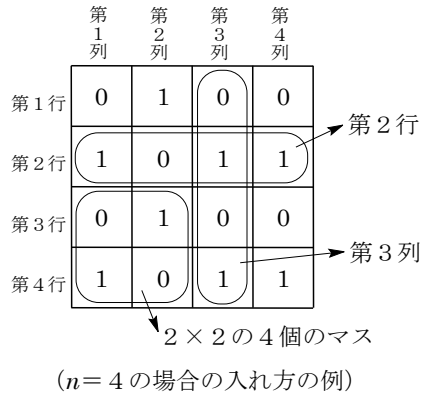 第1列 第2列 第3列 第4列
第1行 0 1 0 0
第2行
第2行 1 0 1 1
第3行 0 1 0 0
第3列
第4行 1 0 1 1
2×2の4個のマス
(n=4の場合の入れ方の例)